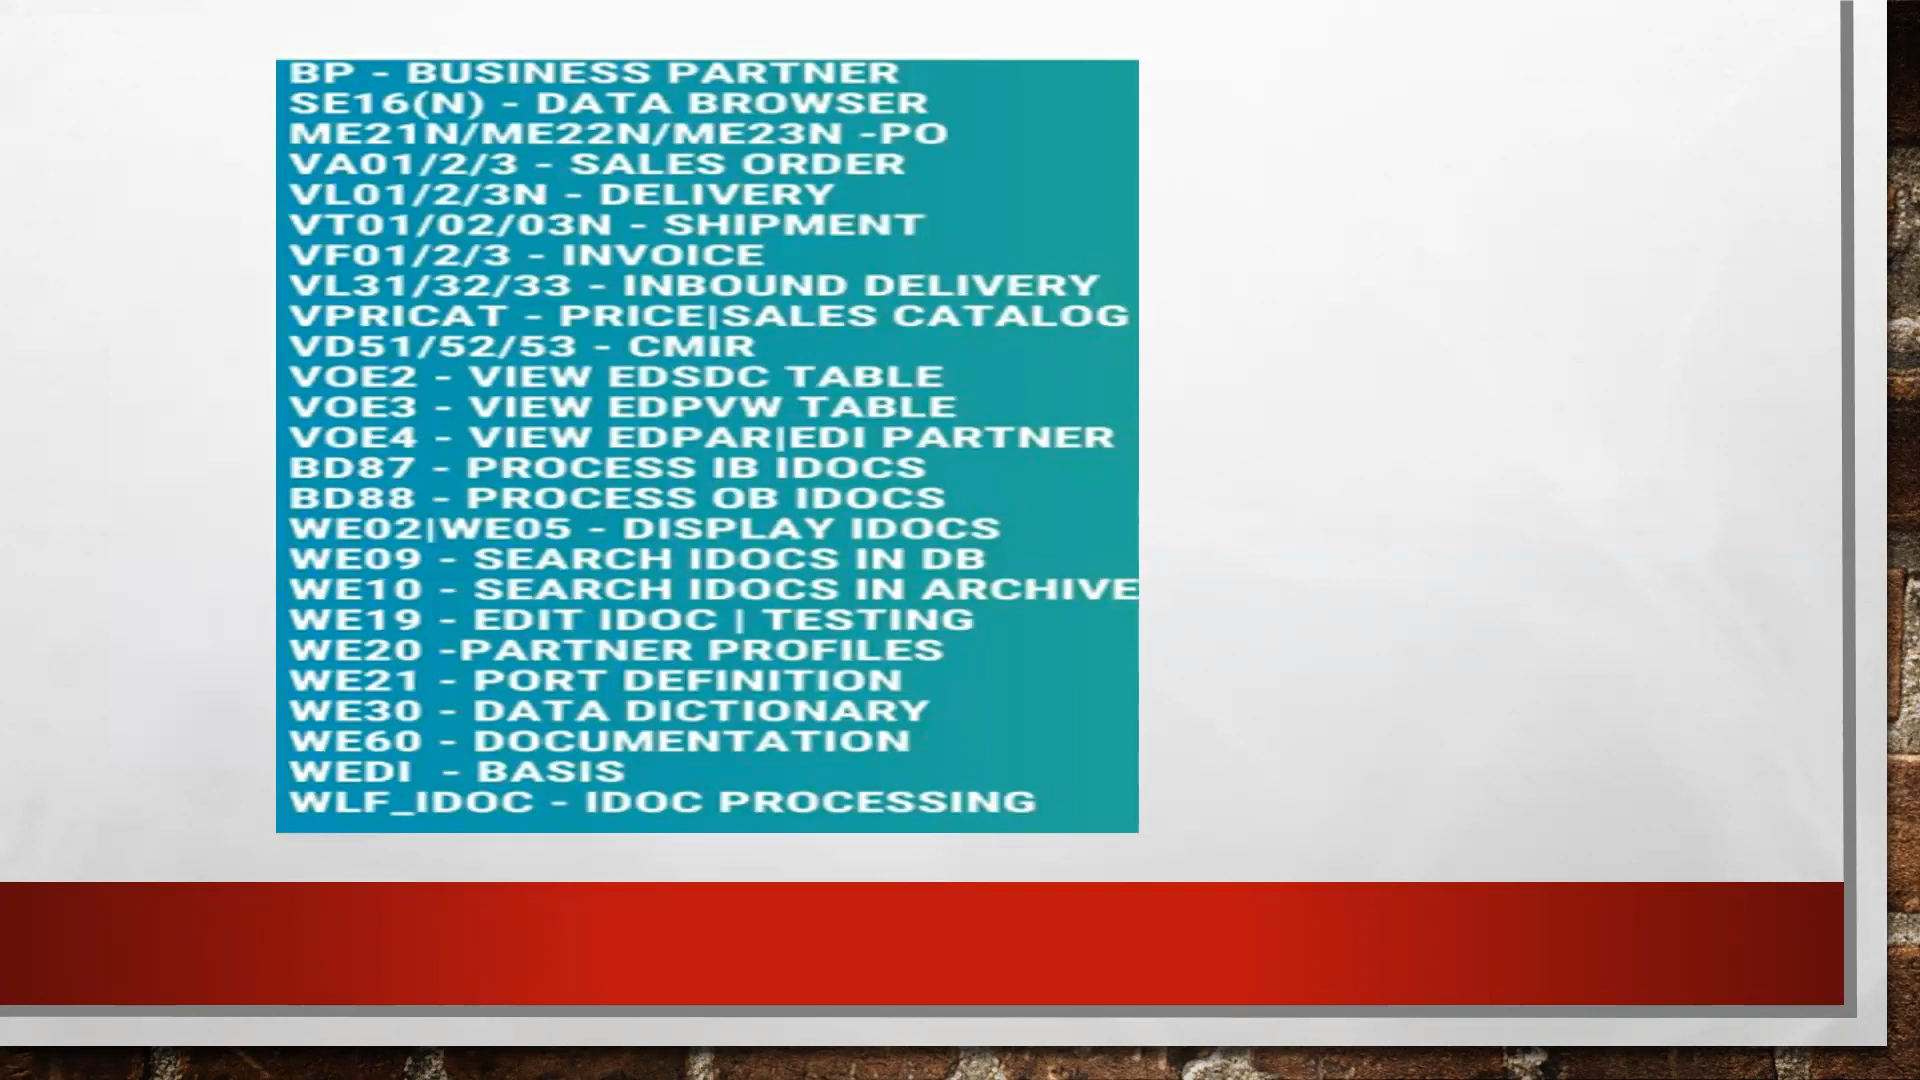 BP - BUSINESS PARTNER
SE16(N) - DATA BROWSER
ME21N/ME22N/ME23N -PO
VA01/2/3 - SALES ORDER
VL01/2/3N - DELIVERY
VT01/02/03N - SHIPMENT
VF01/2/3 - INVOICE
VL31/32/33 - INBOUND DELIVERY
VPRICAT - PRICE|SALES CATALOG
VD51/52/53 - CMIR
VOE2 - VIEW EDSDC TABLE
VOE3 - VIEW EDPVW TABLE
VOE4 - VIEW EDPAR|EDI PARTNER
BD87 - PROCESS IB IDOCS
BD88 - PROCESS OB IDOCS
WE02|WE05 - DISPLAY IDOCS
WE09 - SEARCH IDOCS IN DB
WE10 - SEARCH IDOCS IN ARCHIVE
WE19 - EDIT IDOC | TESTING
WE20 -PARTNER PROFILES
WE21 - PORT DEFINITION
WE30 - DATA DICTIONARY
WE60 - DOCUMENTATION
WEDI - BASIS
WLF_IDOC - IDOC PROCESSING